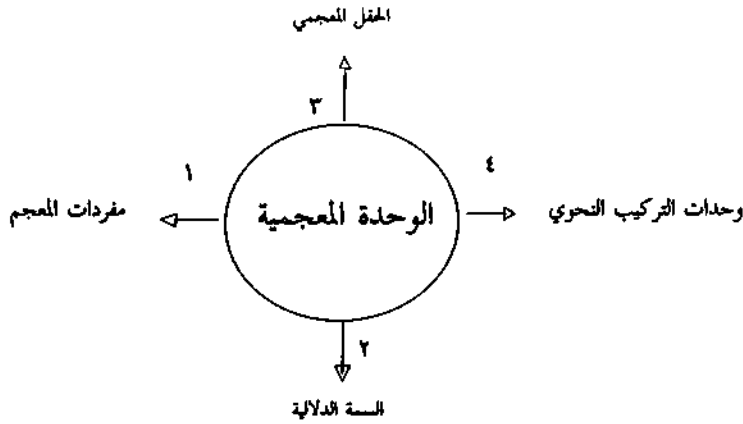 الحقل المعجمي
٣
٤
١
وحدات التركيب النحوي
الوحدة المعجمية
مفردات المعجم
٢
السمة الدلالية